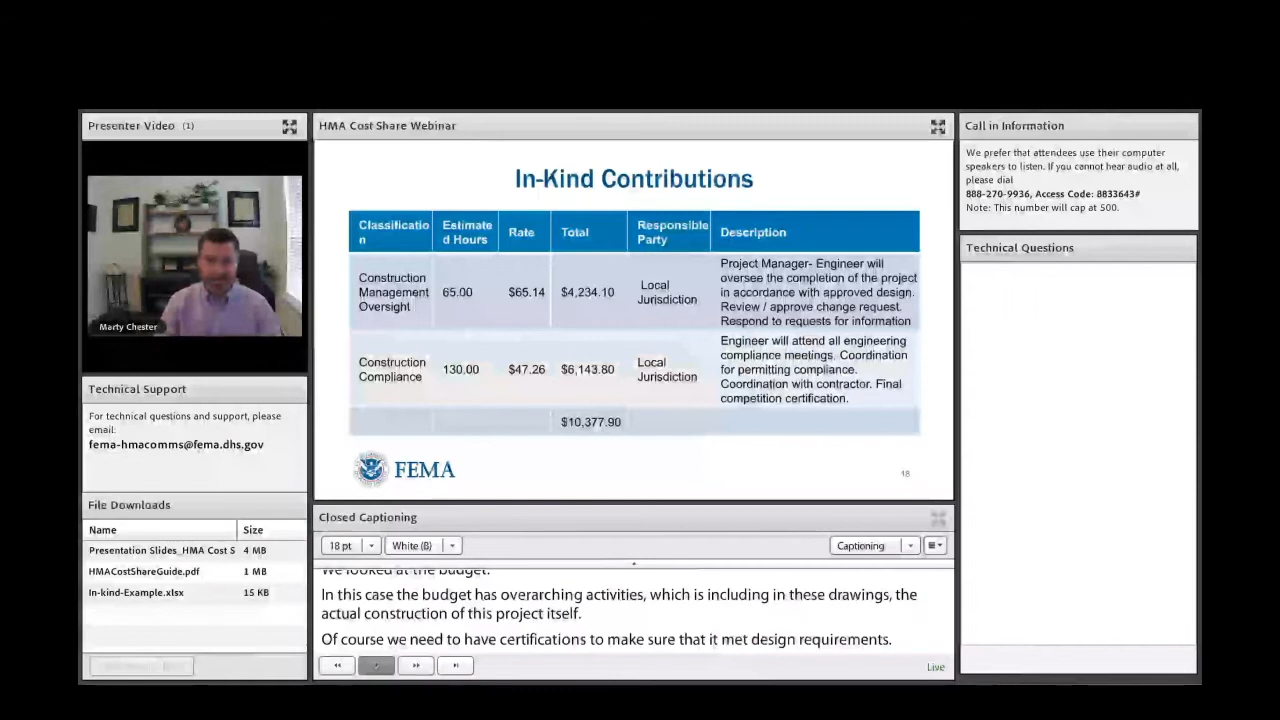 Presenter Video (1)
Marty Chester
Technical Support
For technical questions and support, please
email:
fema-hmacomms@fema.dhs.gov
File Downloads
Name Size
Presentation Slides_HMA Cost S 4 MB
HMACostShareGuide.pdf 1 MB
In-kind-Example.xlsx 15 KB
HMA Cost Share Webinar
In-Kind Contributions
Classificatio
n
Estimate
d Hours
Rate
Total
Responsible
Party
Description
Construction
Management
Oversight
65.00
$65.14
$4,234.10
Local
Jurisdiction
Project Manager- Engineer will
oversee the completion of the project
in accordance with approved design.
Review / approve change request.
Respond to requests for information
Construction
Compliance
130.00
$47.26
$6,143.80
Local
Jurisdiction
Engineer will attend all engineering
compliance meetings. Coordination
for permitting compliance.
Coordination with contractor. Final
competition certification.
$10,377.90
FEMA
18
Closed Captioning
18 pt White (B) Captioning
We looked at the budget.
In this case the budget has overarching activities, which is including in these drawings, the
actual construction of this project itself.
Of course we need to have certifications to make sure that it met design requirements.
Live
Call in Information
We prefer that attendees use their computer
speakers to listen. If you cannot hear audio at all,
please dial
888-270-9936, Access Code: 8833643#
Note: This number will cap at 500.
Technical Questions